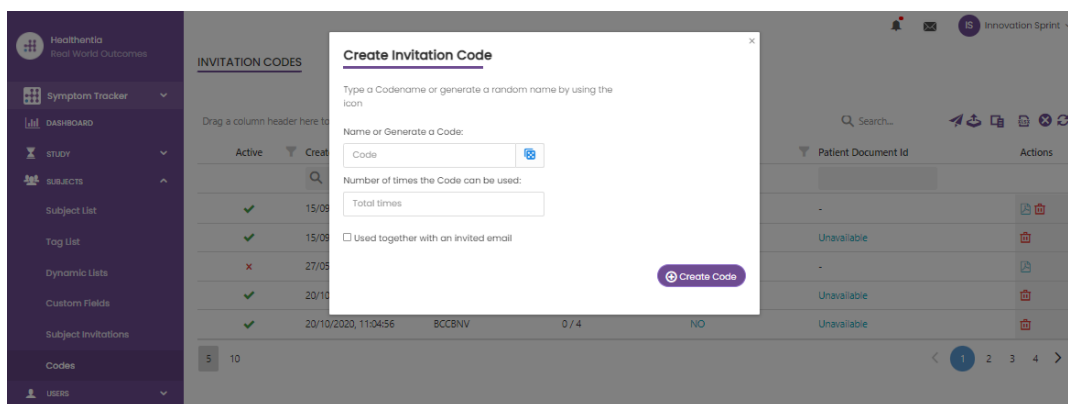 Healthentia
Real World Outcomes
IS Innovation Sprint
INVITATION CODES
Create Invitation Code
×
Type a Codename or generate a random name by using the
icon
Symptom Tracker
Drag a column header here to
Search...
DASHBOARD
Name or Generate a Code:
Active
Creat
Code
Patient Document Id
Actions
STUDY
SUBJECTS
Number of times the Code can be used:
Total times
Subject List
15/09
-
Tag List
15/09
Used together with an invited email
Unavailable
Dynamic Lists
27/05
-
Create Code
Custom Fields
20/10
Unavailable
Subject Invitations
20/10/2020, 11:04:56 BCCBNV 0 / 4 NO Unavailable
Codes
5 10
1 2 3 4
USERS